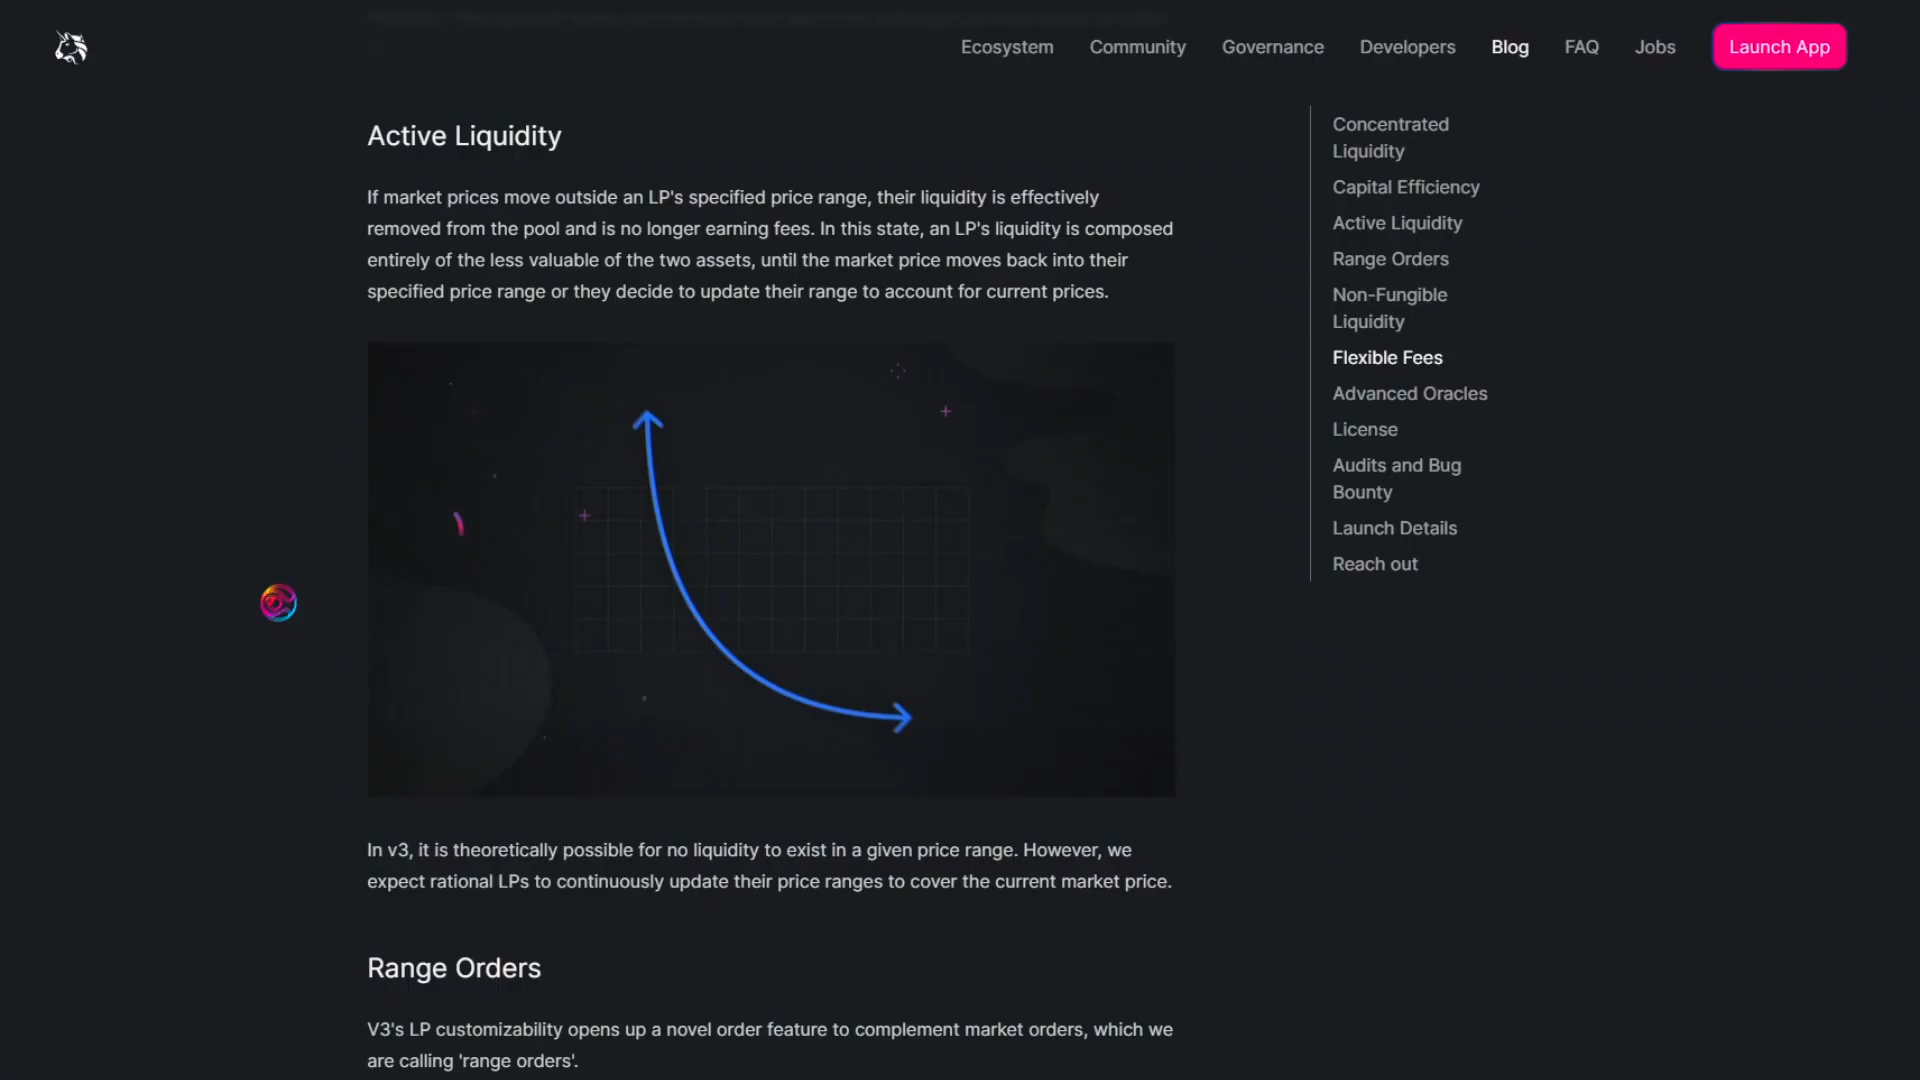 Ecosystem
Community
Governance
Developers
Blog
FAQ
Jobs
Launch App
Active Liquidity
If market prices move outside an LP's specified price range, their liquidity is effectively
removed from the pool and is no longer earning fees. In this state, an LP's liquidity is composed
entirely of the less valuable of the two assets, until the market price moves back into their
specified price range or they decide to update their range to account for current prices.
In v3, it is theoretically possible for no liquidity to exist in a given price range. However, we
expect rational LPs to continuously update their price ranges to cover the current market price.
Range Orders
V3's LP customizability opens up a novel order feature to complement market orders, which we
are calling 'range orders'.
Concentrated
Liquidity
Capital Efficiency
Active Liquidity
Range Orders
Non-Fungible
Liquidity
Flexible Fees
Advanced Oracles
License
Audits and Bug
Bounty
Launch Details
Reach out